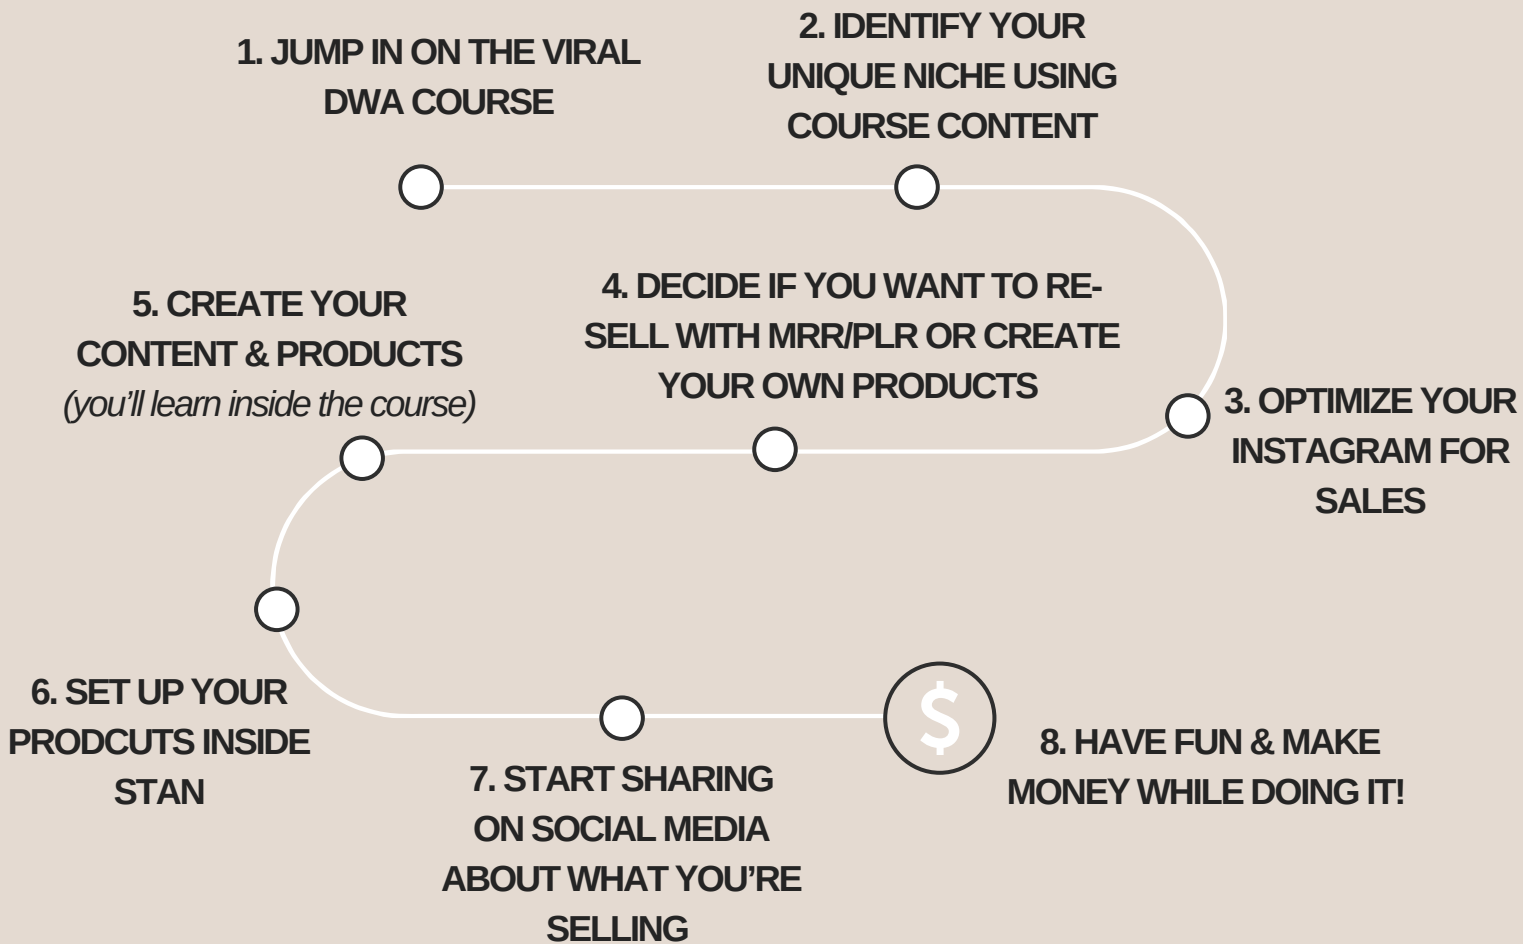 1. JUMP IN ON THE VIRAL
DWA COURSE
2. IDENTIFY YOUR
UNIQUE NICHE USING
COURSE CONTENT
3. OPTIMIZE YOUR
INSTAGRAM FOR
SALES
4. DECIDE IF YOU WANT TO RE-
SELL WITH MRR/PLR OR CREATE
YOUR OWN PRODUCTS
5. CREATE YOUR
CONTENT & PRODUCTS
(you’ll learn inside the course)
6. SET UP YOUR
PRODCUTS INSIDE
STAN
7. START SHARING
ON SOCIAL MEDIA
ABOUT WHAT YOU’RE
SELLING
$
8. HAVE FUN & MAKE
MONEY WHILE DOING IT!